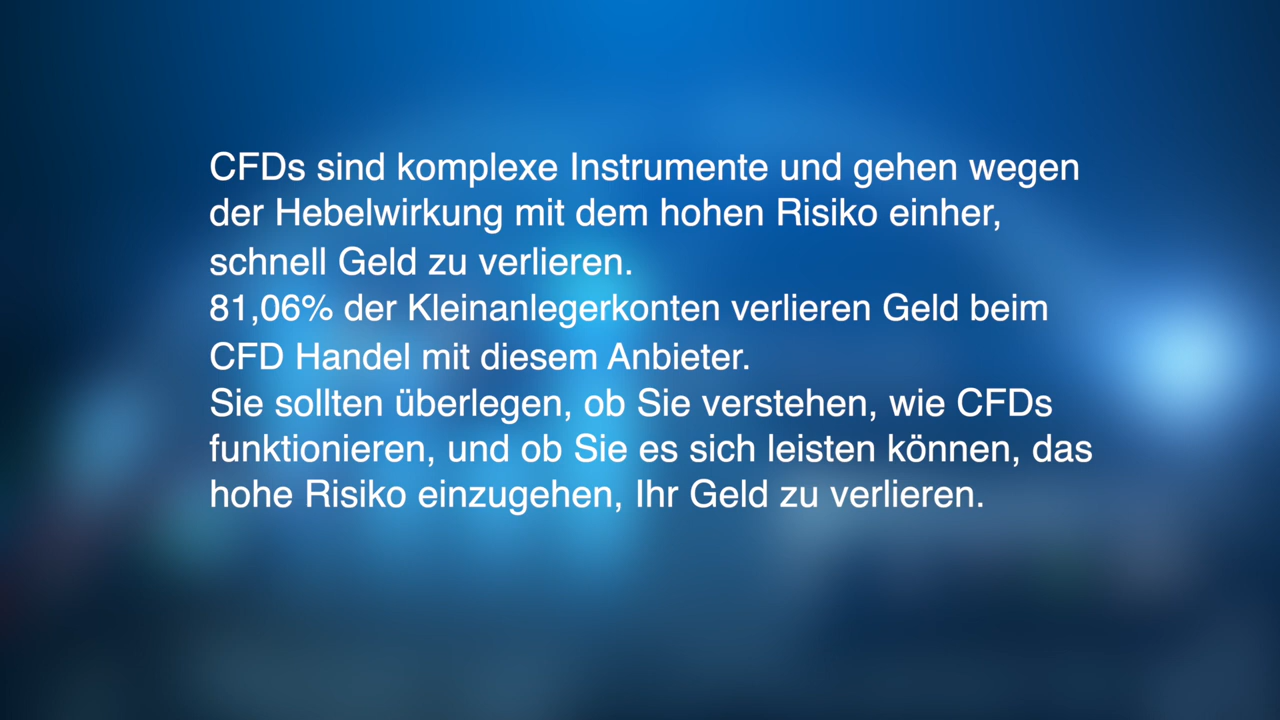 CFDs sind komplexe Instrumente und gehen wegen
der Hebelwirkung mit dem hohen Risiko einher,
schnell Geld zu verlieren.
81,06% der Kleinanlegerkonten verlieren Geld beim
CFD Handel mit diesem Anbieter.
Sie sollten überlegen, ob Sie verstehen, wie CFDs
funktionieren, und ob Sie es sich leisten können, das
hohe Risiko einzugehen, Ihr Geld zu verlieren.